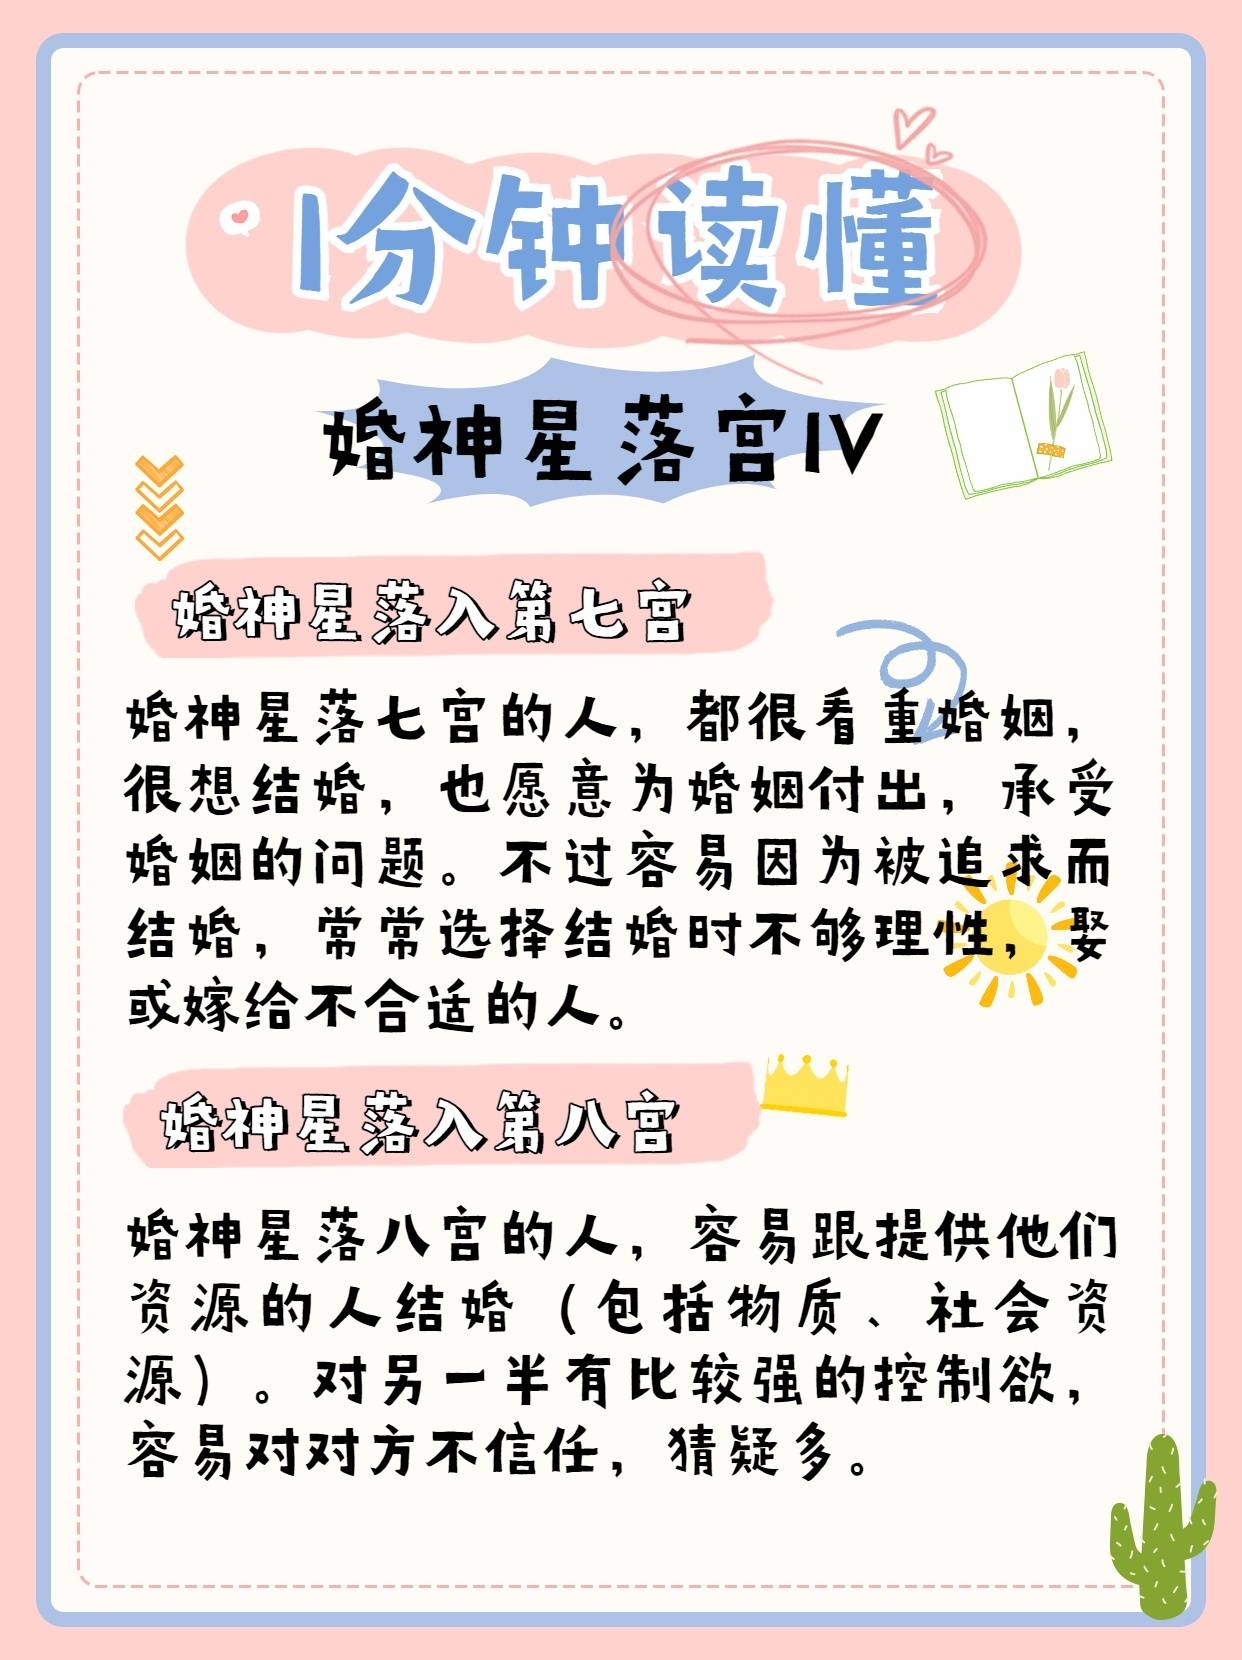 1分钟读懂
婚神星落宫IV
婚神星落入第七宫
婚神星落七宫的人，都很看重婚姻，
很想结婚，也愿意为婚姻付出，承受
婚姻的问题。不过容易因为被追求而
结婚，常常选择结婚时不够理性，娶
或嫁给不合适的人。
婚神星落入第八宫
婚神星落八宫的人，容易跟提供他们
资源的人结婚（包括物质、社会资
源）。对另一半有比较强的控制欲，
容易对对方不信任，猜疑多。